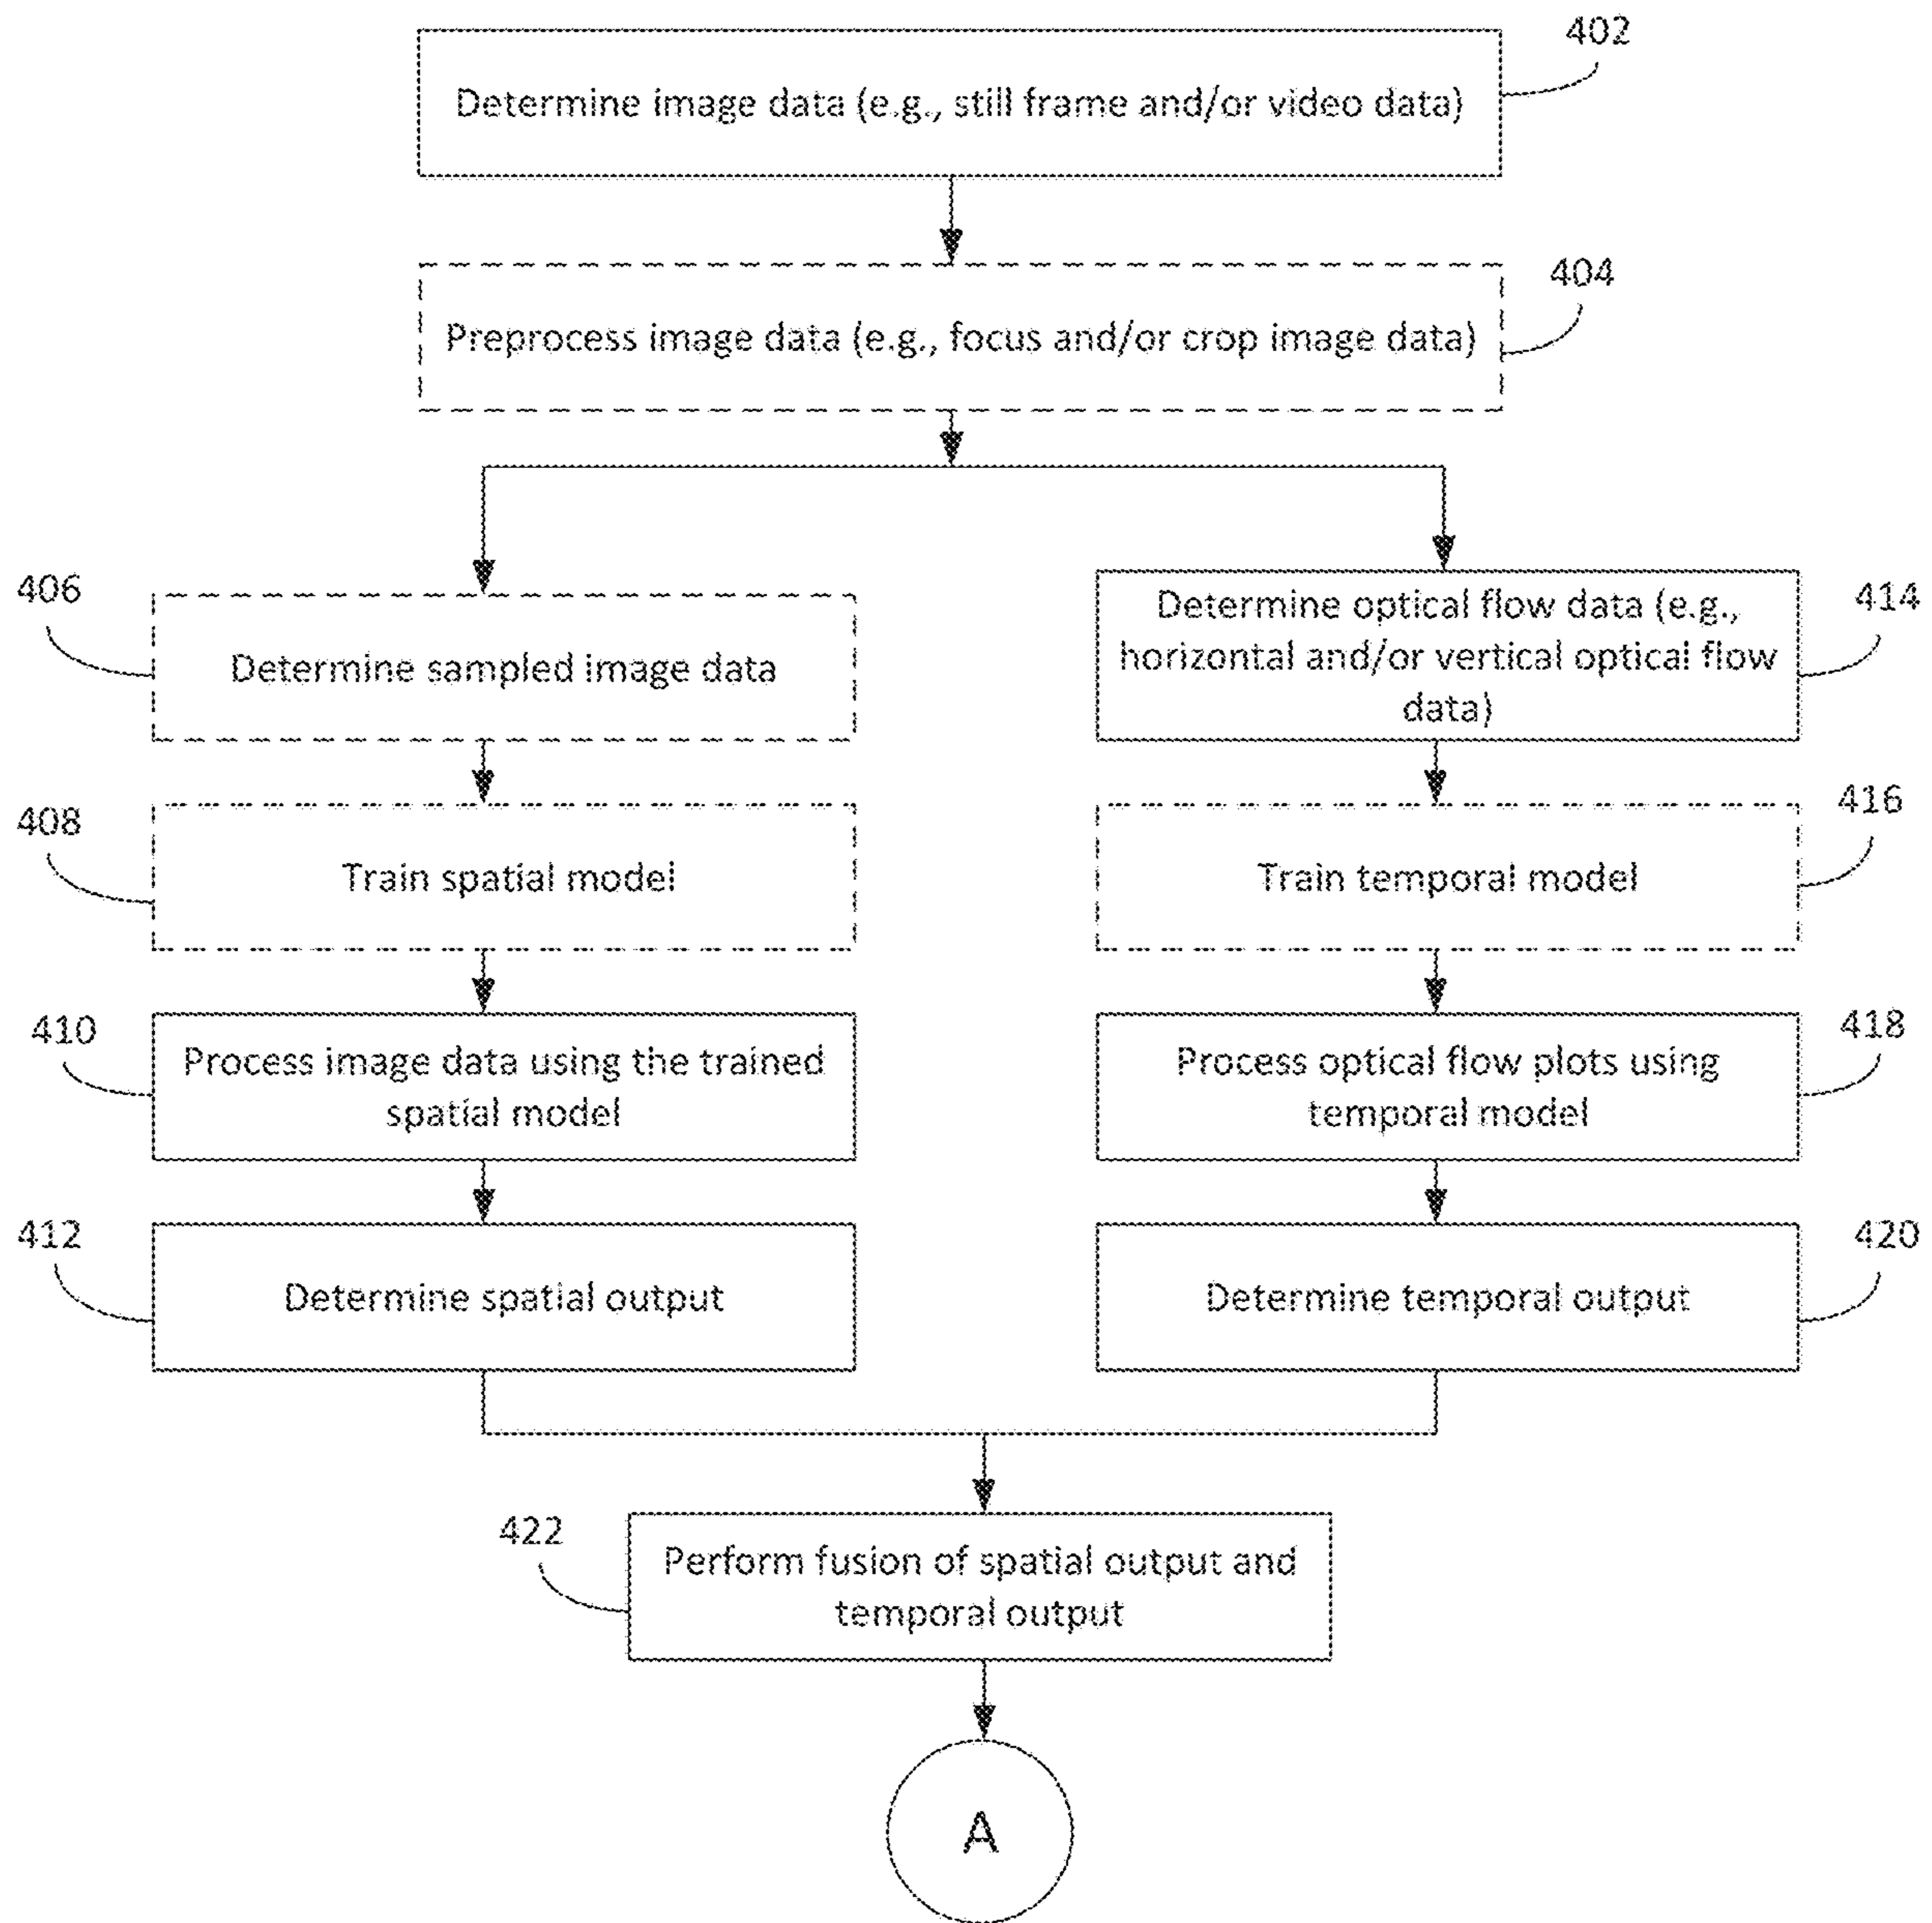 402
Determine image data (e.g., still frame and/or video data)
404
Preprocess image data (e.g., focus and/or crop image data)
406
Determine sampled image data
408
Train spatial model
410
Process image data using the trained
spatial model
412
Determine spatial output
414
Determine optical flow data (e.g.,
horizontal and/or vertical optical flow
data)
416
Train temporal model
418
Process optical flow plots using
temporal model
420
Determine temporal output
422
Perform fusion of spatial output and
temporal output
A